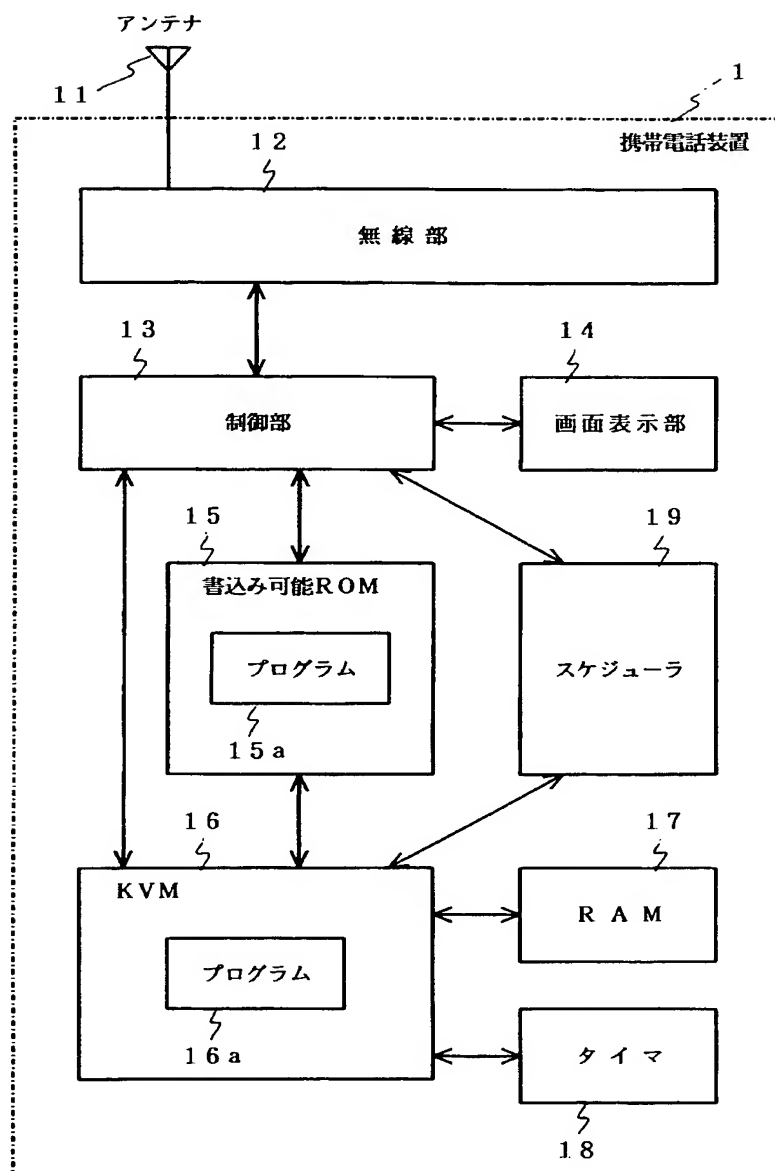 アンテナ
11
1
携帯電話装置
12
無線部
13
14
制御部
画面表示部
15
19
書込み可能ROM
プログラム
スケジューラ
15a
16
17
KVM
RAM
プログラム
16a
タイマ
18